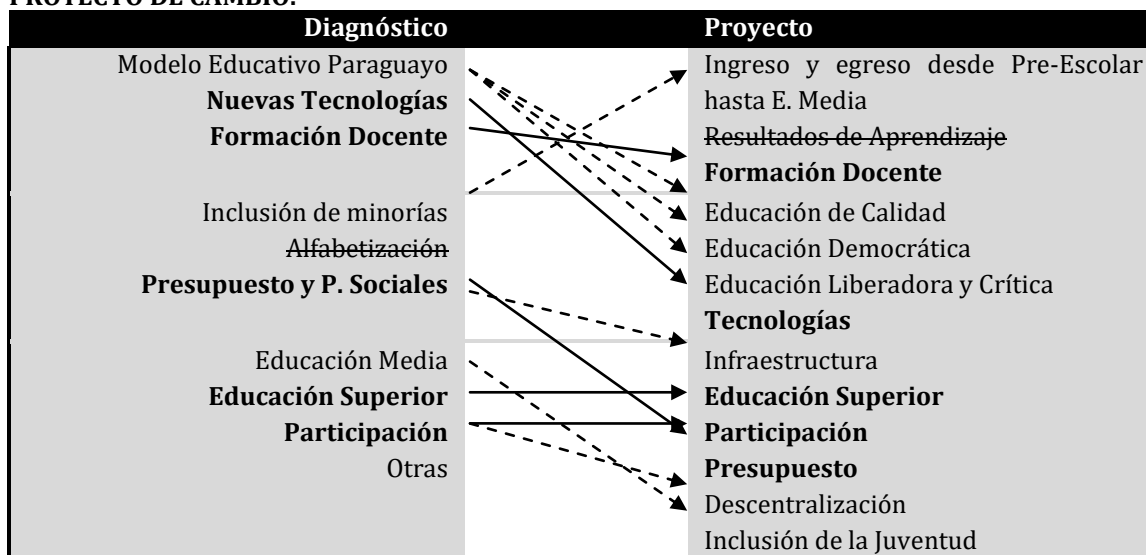 PROYECTO DE CAMBIO:
Diagnóstico
Modelo Educativo Paraguayo
Nuevas Tecnologías
Formación Docente
Inclusión de minorías
Alfabetización
Presupuesto y P. Sociales
Educación Media
Educación Superior
Participación
Otras
Proyecto
Ingreso y egreso desde Pre-Escolar
hasta E. Media
Resultados de Aprendizaje
Formación Docente
Educación de Calidad
Educación Democrática
Educación Liberadora y Crítica
Tecnologías
Infraestructura
Educación Superior
Participación
Presupuesto
Descentralización
Inclusión de la Juventud